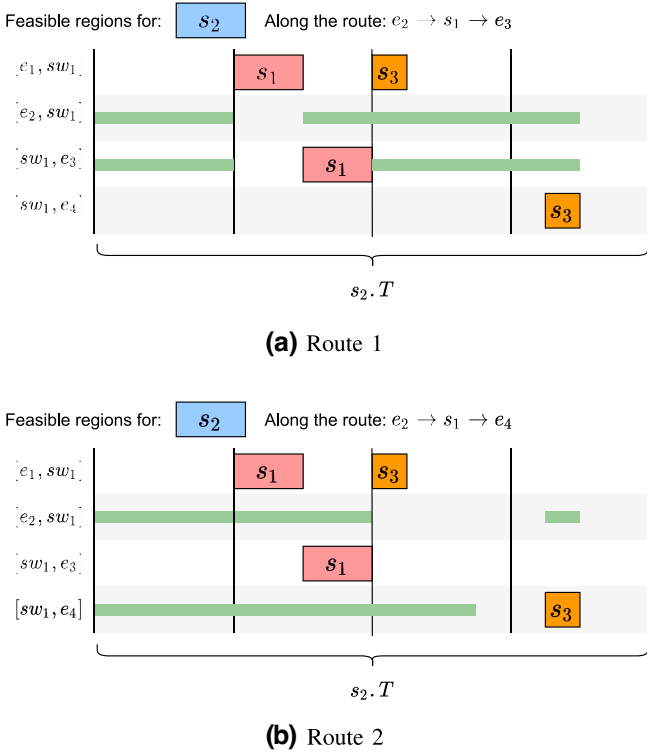 Feasible regions for: s₂ Along the route: e₂ → s₁ → e₃
[e₁, sw₁] s₁ s₃
[e₂, sw₁]
[sw₁, e₃] s₁
[sw₁, e₄] s₃
s₂.T
(a) Route 1
Feasible regions for: s₂ Along the route: e₂ → s₁ → e₄
[e₁, sw₁] s₁ s₃
[e₂, sw₁]
[sw₁, e₃] s₁
[sw₁, e₄] s₃
s₂.T
(b) Route 2